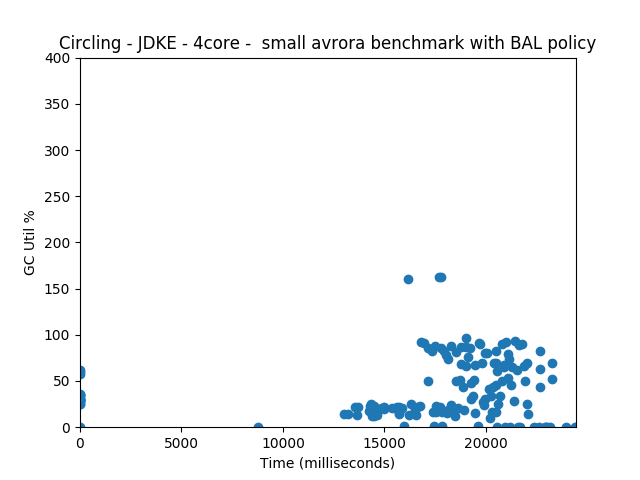 Circling - JDKE - 4core -  small avrora benchmark with BAL policy
400
350
300
250
200
150
100
50
0
GC Util %
0 5000 10000 15000 20000
Time (milliseconds)